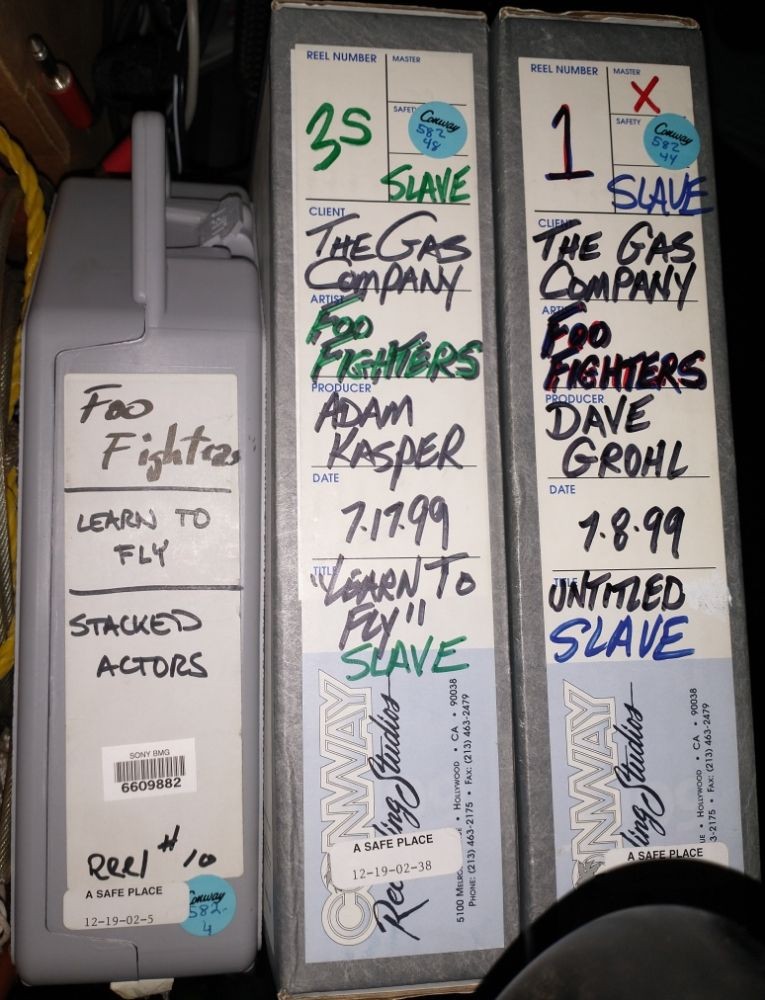 Foo
Fighters
LEARN TO
FLY
STACKED
ACTORS
SONY BMG
6609882
REEL #10
A SAFE PLACE
12-19-02-5
Conway
582-
4
REEL NUMBER
MASTER
3S
SAFETY
Conway
582
48
SLAVE
CLIENT
THE GAS
COMPANY
ARTIST
FOO
FIGHTERS
PRODUCER
ADAM
KASPER
DATE
7.17.99
TITLE
"LEARN TO
FLY"
SLAVE
CONWAY
Recording Studios
5100 MELROSE • HOLLYWOOD • CA • 90038
PHONE: (213) 463-2175 • FAX: (213) 463-2479
A SAFE PLACE
12-19-02-38
REEL NUMBER
MASTER
X
1
SAFETY
Conway
582
44
SLAVE
CLIENT
THE GAS
COMPANY
ARTIST
FOO
FIGHTERS
PRODUCER
DAVE
GROHL
DATE
7.8.99
TITLE
UNTITLED
SLAVE
CONWAY
ding Studios
UE • HOLLYWOOD • CA • 90038
3-2175 • FAX: (213) 463-2479
A SAFE PLACE